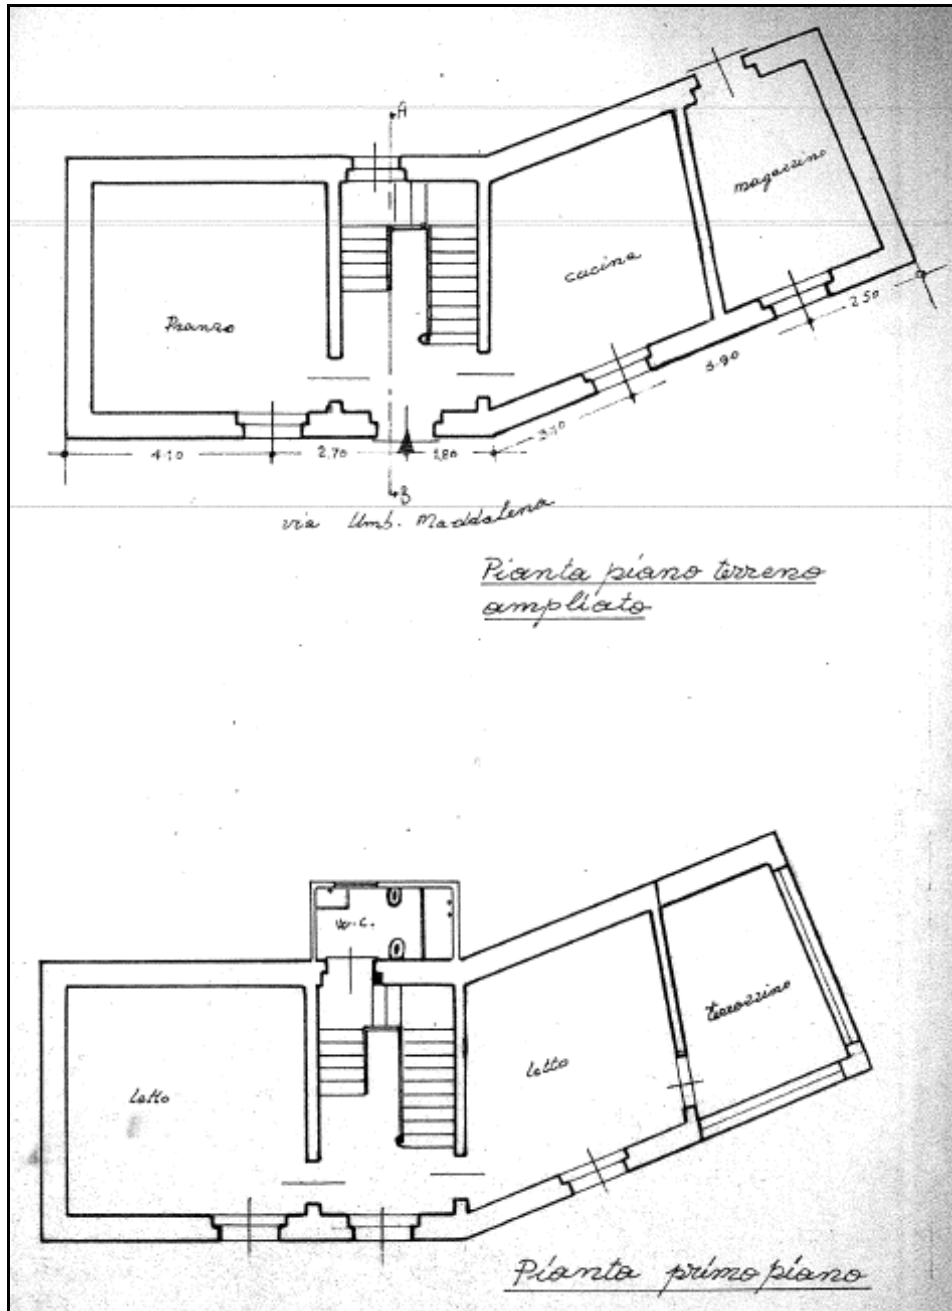 A
magazzino
cucina
Pranzo
2.50
3.90
3.10
4.10
2.70
1.80
B
via Umb. Maddalena
Pianta piano terreno
ampliato
W.C.
terrazzino
letto
letto
Pianta primo piano